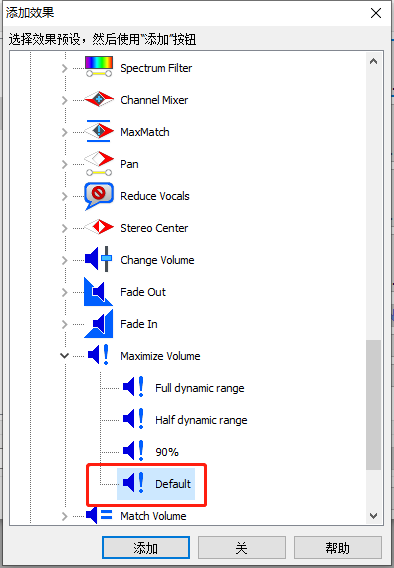 添加效果
选择效果预设，然后使用“添加”按钮
Spectrum Filter
Channel Mixer
MaxMatch
Pan
Reduce Vocals
Stereo Center
Change Volume
Fade Out
Fade In
Maximize Volume
Full dynamic range
Half dynamic range
90%
Default
Match Volume
添加
关
帮助